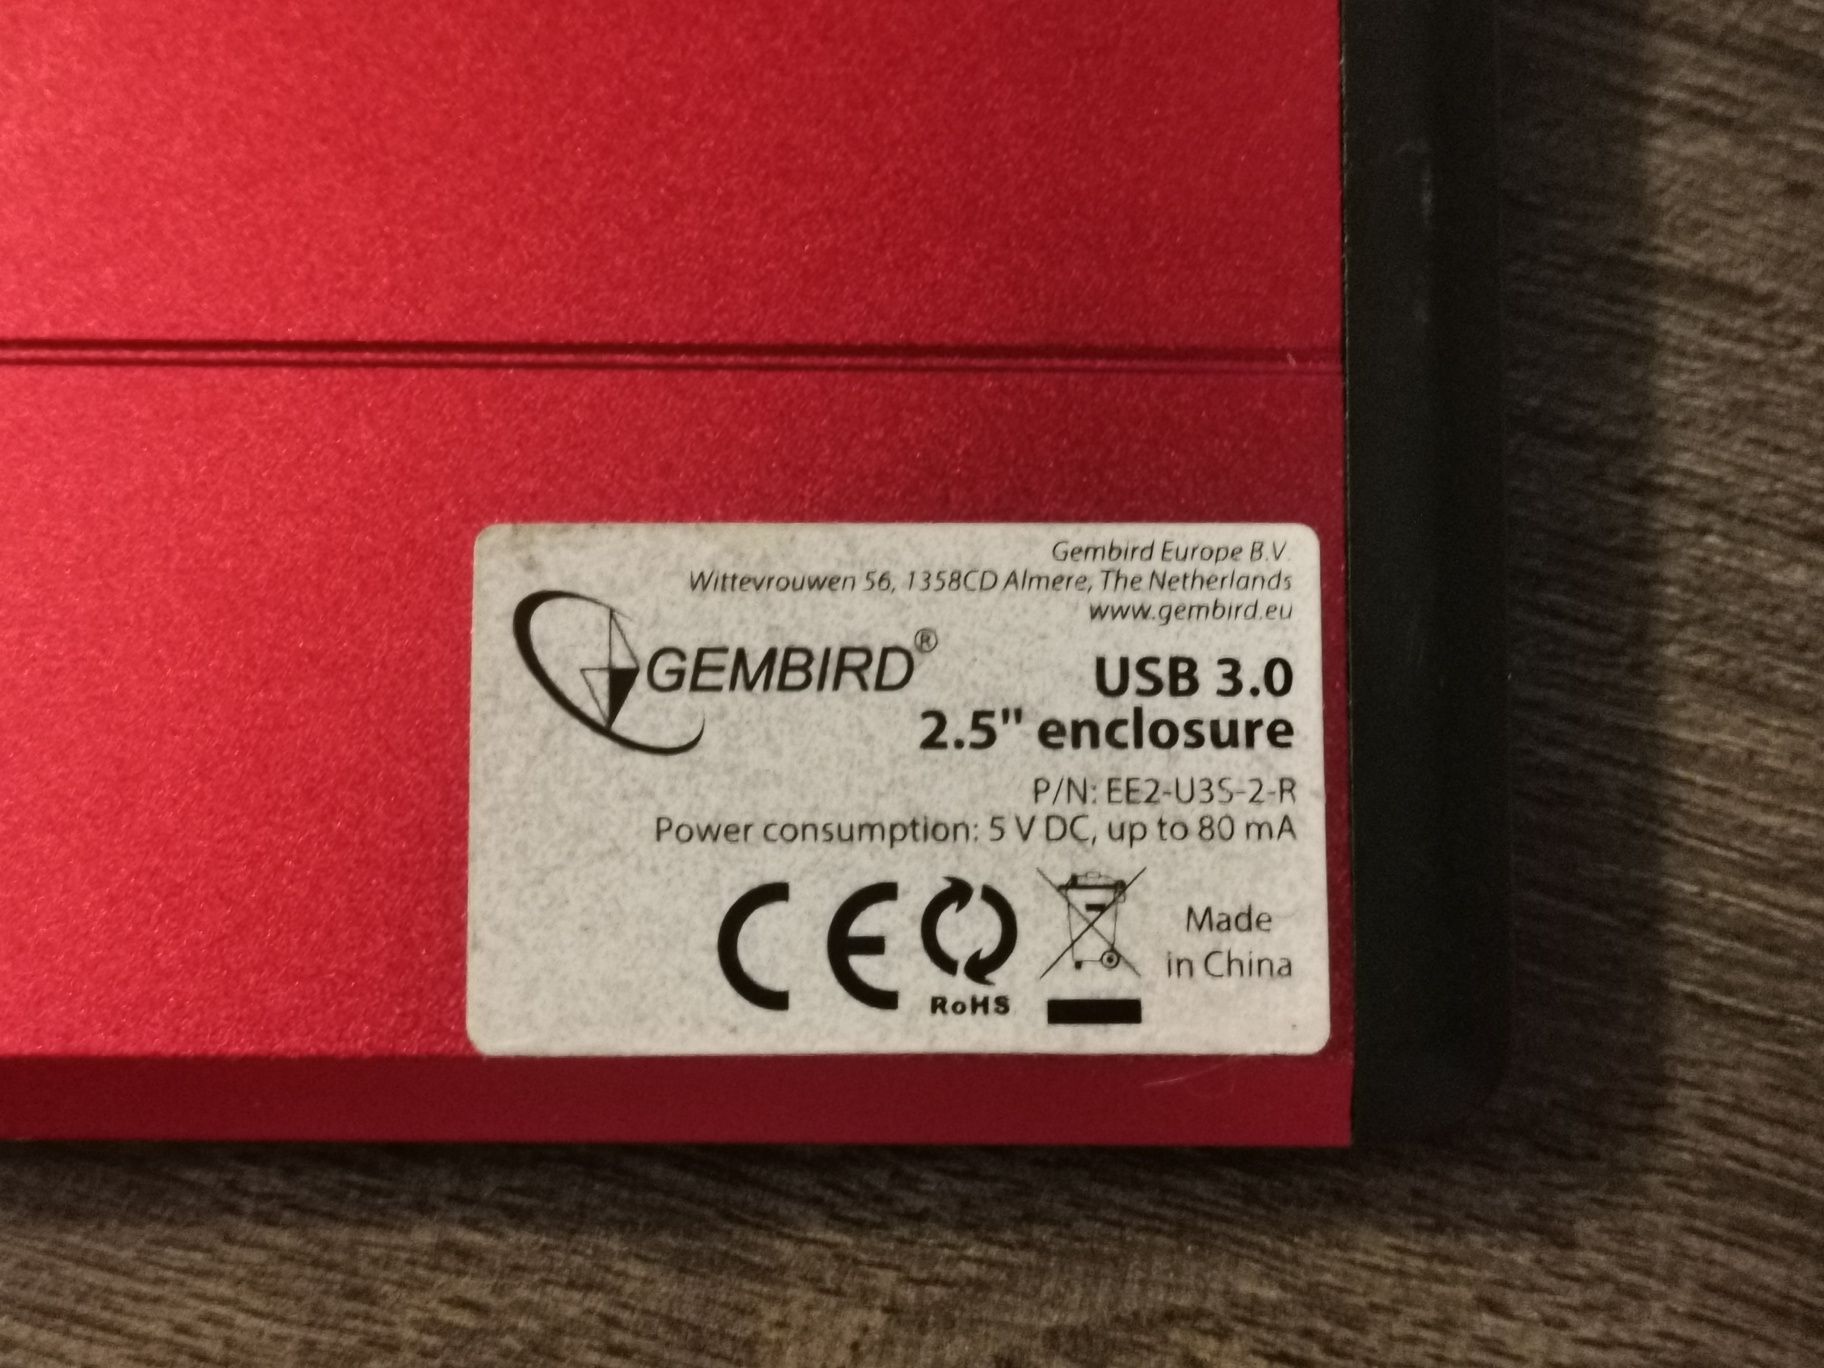 Gembird Europe B.V.
Wittevrouwen 56, 1358CD Almere, The Netherlands
www.gembird.eu
GEMBIRD®
USB 3.0
2.5" enclosure
P/N: EE2-U3S-2-R
Power consumption: 5 V DC, up to 80 mA
CE
RoHS
Made
in China